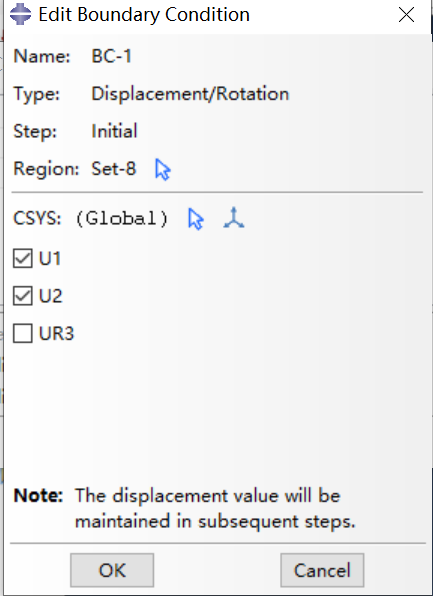 Edit Boundary Condition
Name: BC-1
Type: Displacement/Rotation
Step: Initial
Region: Set-8
CSYS: (Global)
U1
U2
UR3
Note: The displacement value will be
maintained in subsequent steps.
OK Cancel